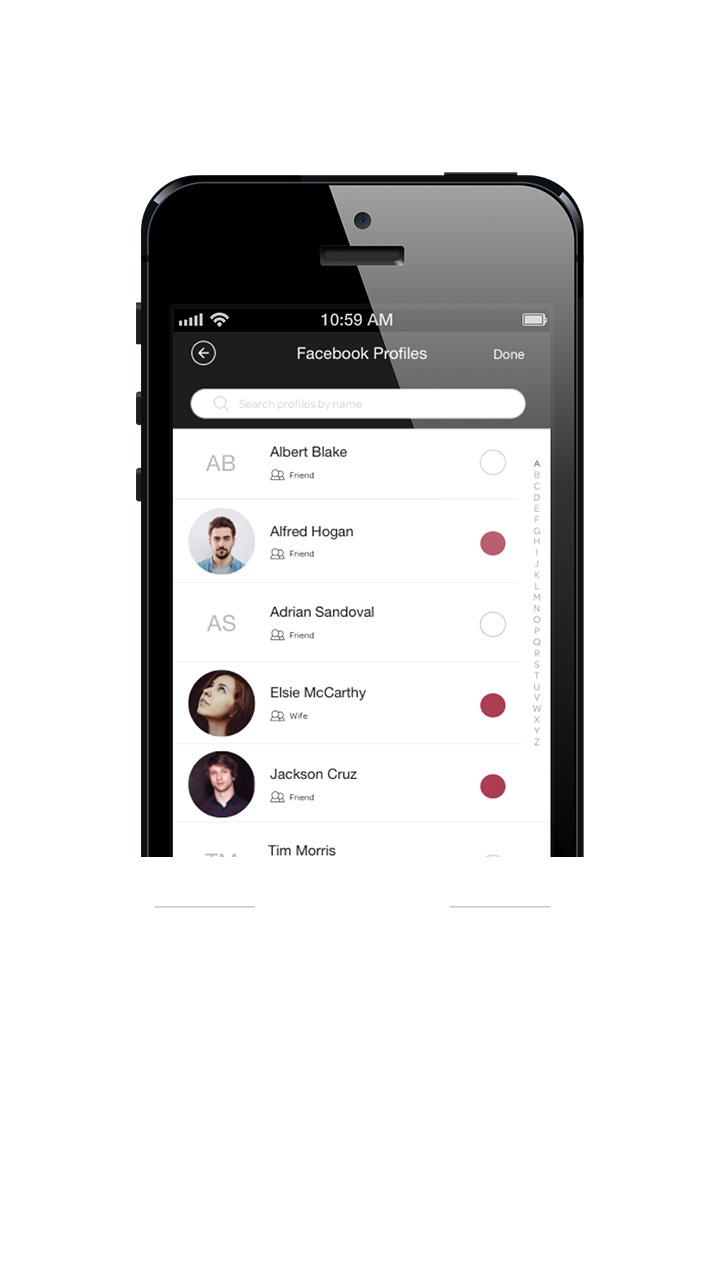 10:59 AM
Facebook Profiles
Done
Search profiles by name
AB
Albert Blake
Friend
Alfred Hogan
Friend
AS
Adrian Sandoval
Friend
Elsie McCarthy
Wife
Jackson Cruz
Friend
TM
Tim Morris
A
B
C
D
E
F
G
H
I
J
K
L
M
N
O
P
Q
R
S
T
U
V
W
X
Y
Z